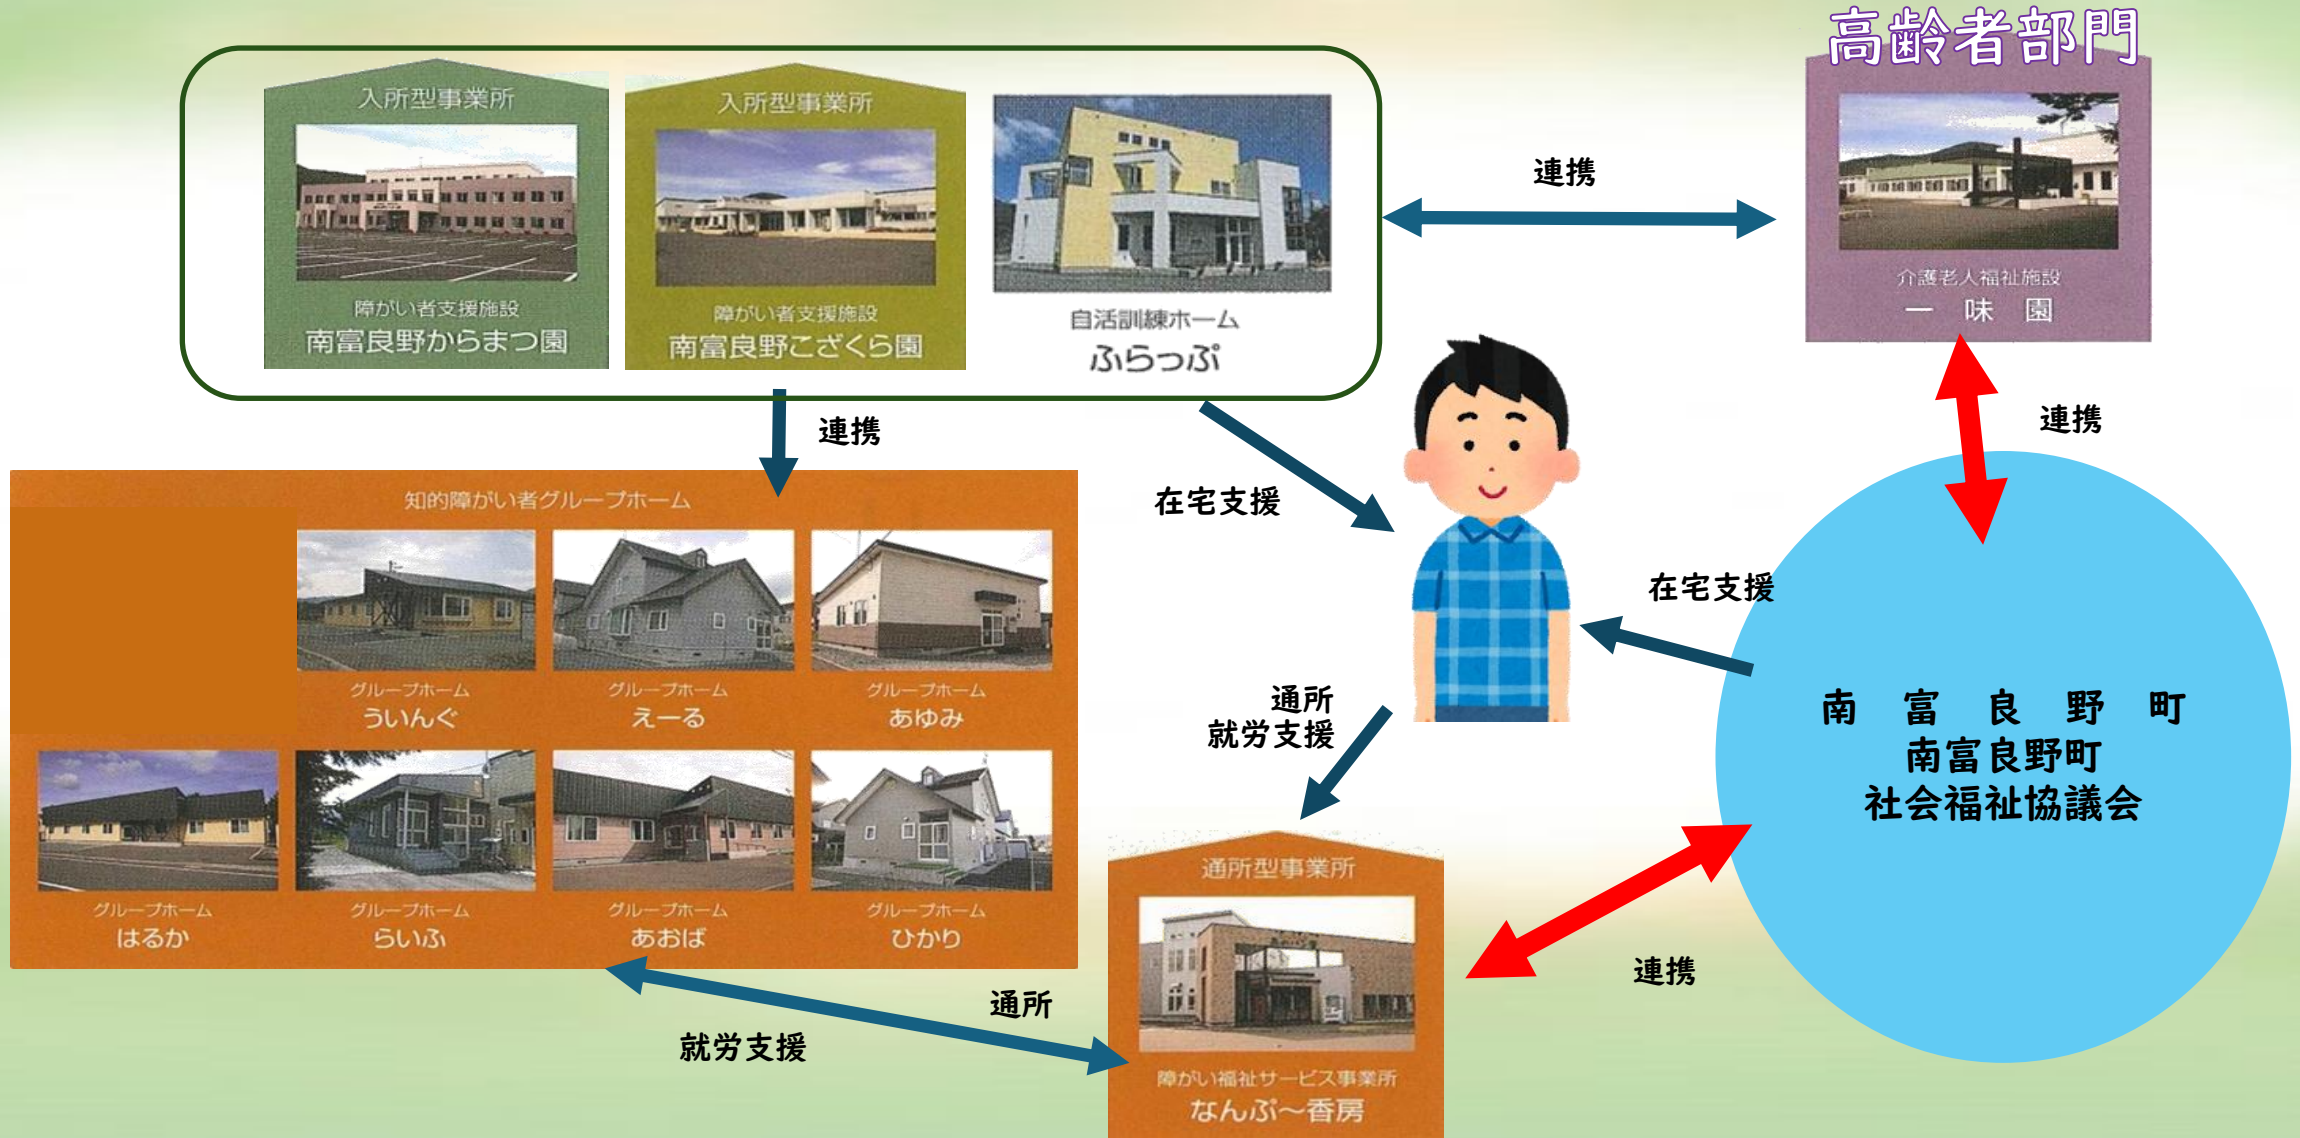 高齢者部門
入所型事業所
障がい者支援施設
南富良野からまつ園
入所型事業所
障がい者支援施設
南富良野こざくら園
自活訓練ホーム
ふらっぷ
連携
介護老人福祉施設
一味園
連携
連携
在宅支援
在宅支援
知的障がい者グループホーム
グループホーム
ういんぐ
グループホーム
えーる
グループホーム
あゆみ
グループホーム
はるか
グループホーム
らいふ
グループホーム
あおば
グループホーム
ひかり
通所
就労支援
南富良野町
南富良野町
社会福祉協議会
通所型事業所
障がい福祉サービス事業所
なんぷ～香房
連携
通所
就労支援